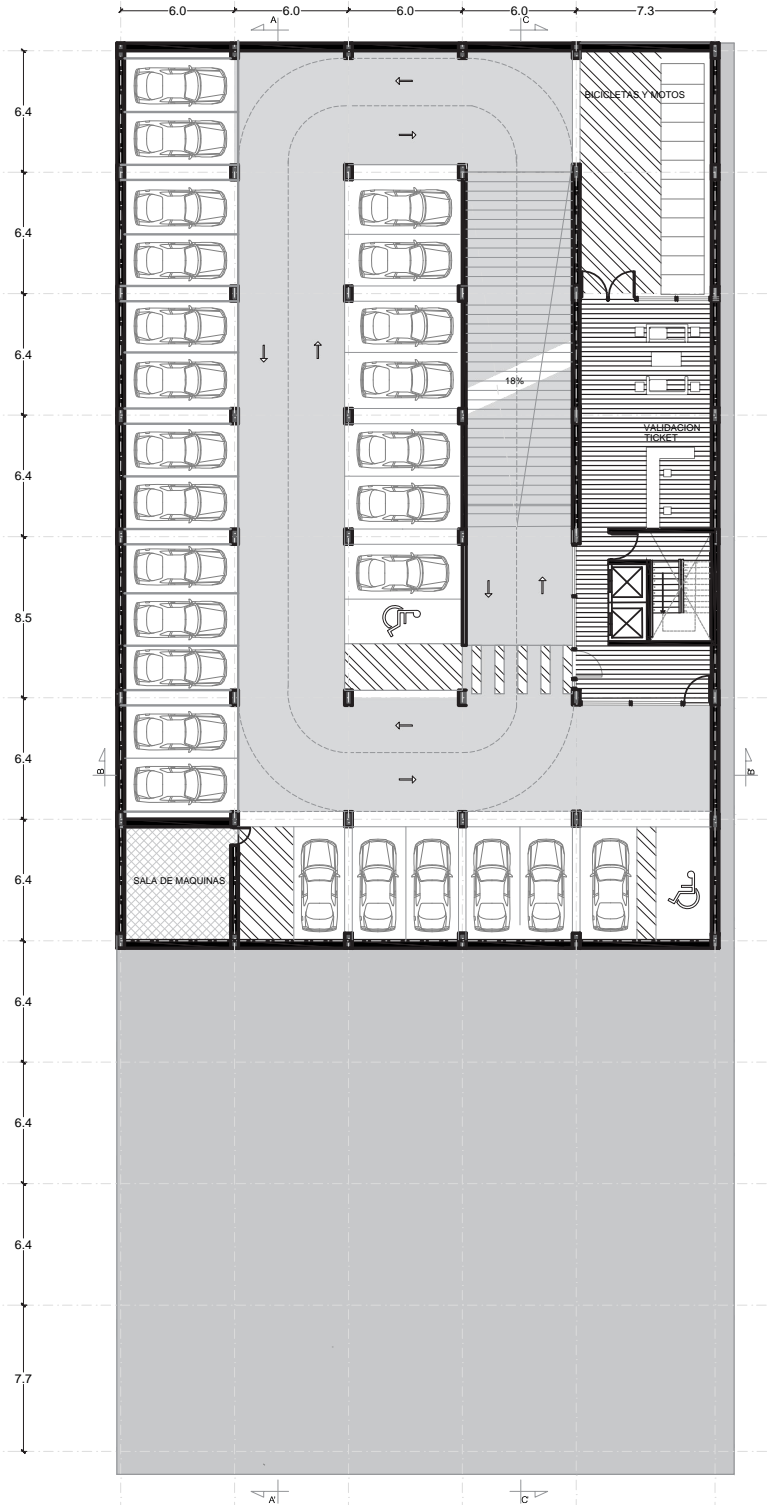 6.0 6.0 6.0 6.0 7.3
A C
6.4
BICICLETAS Y MOTOS
6.4
6.4
18%
VALIDACION
TICKET
6.4
8.5
6.4
B B'
6.4
SALA DE MAQUINAS
6.4
6.4
6.4
7.7
A' C'